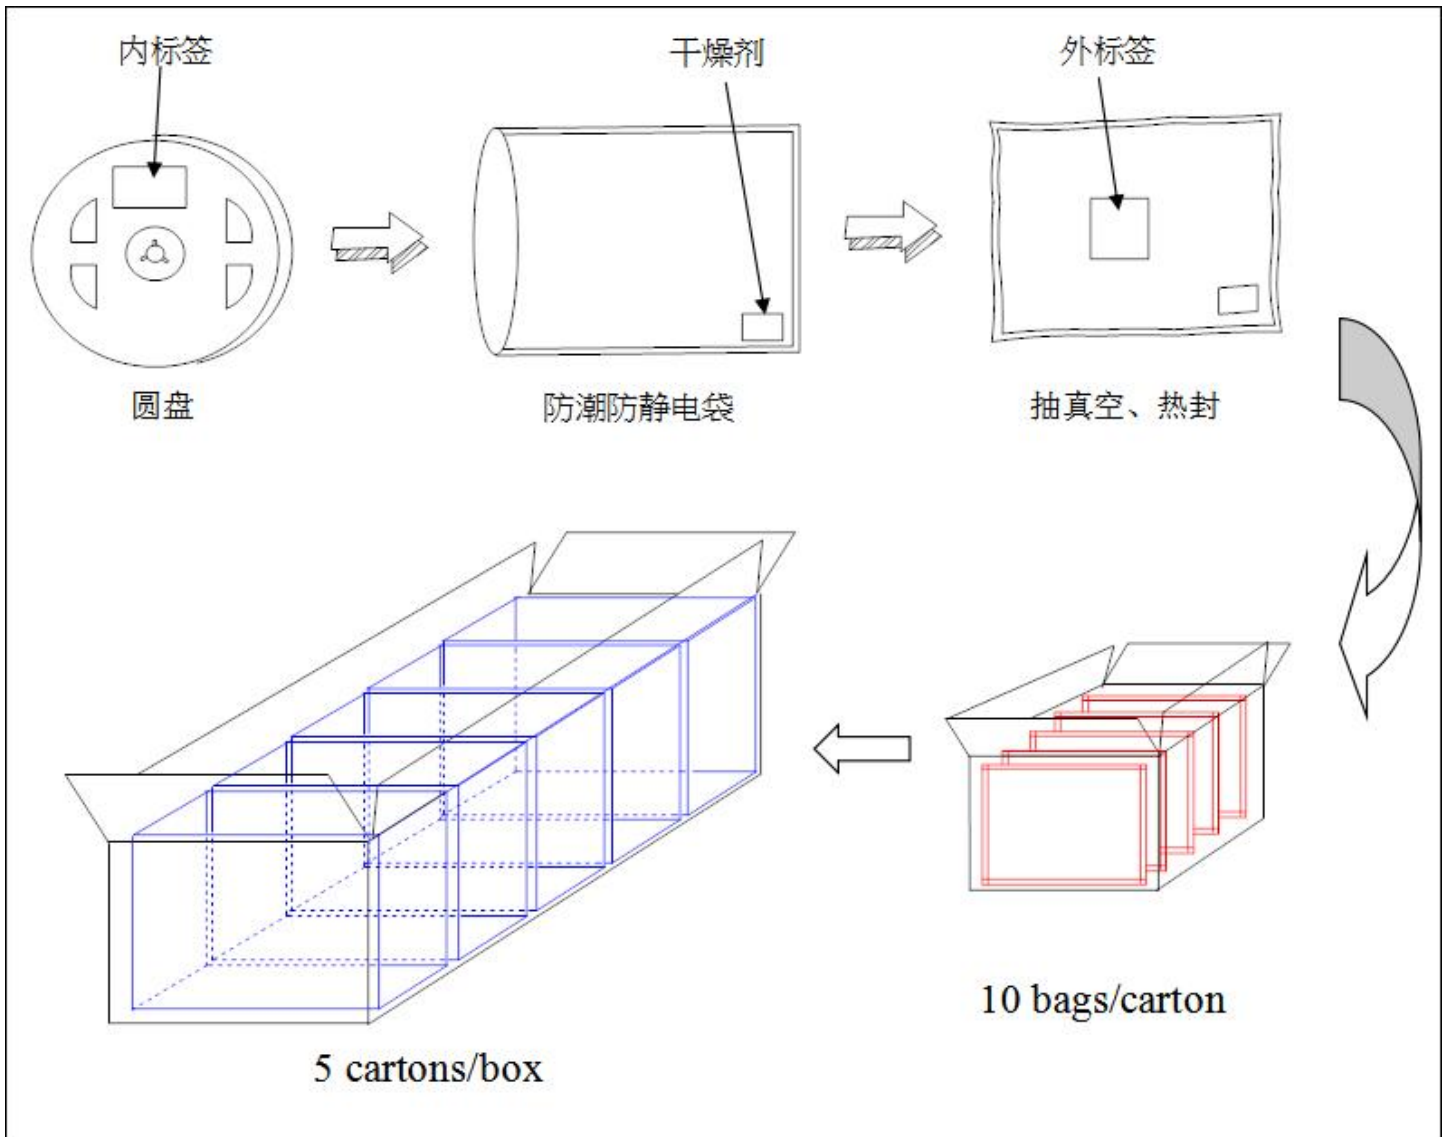 内标签
干燥剂
外标签
圆盘
防潮防静电袋
抽真空、热封
10 bags/carton
5 cartons/box